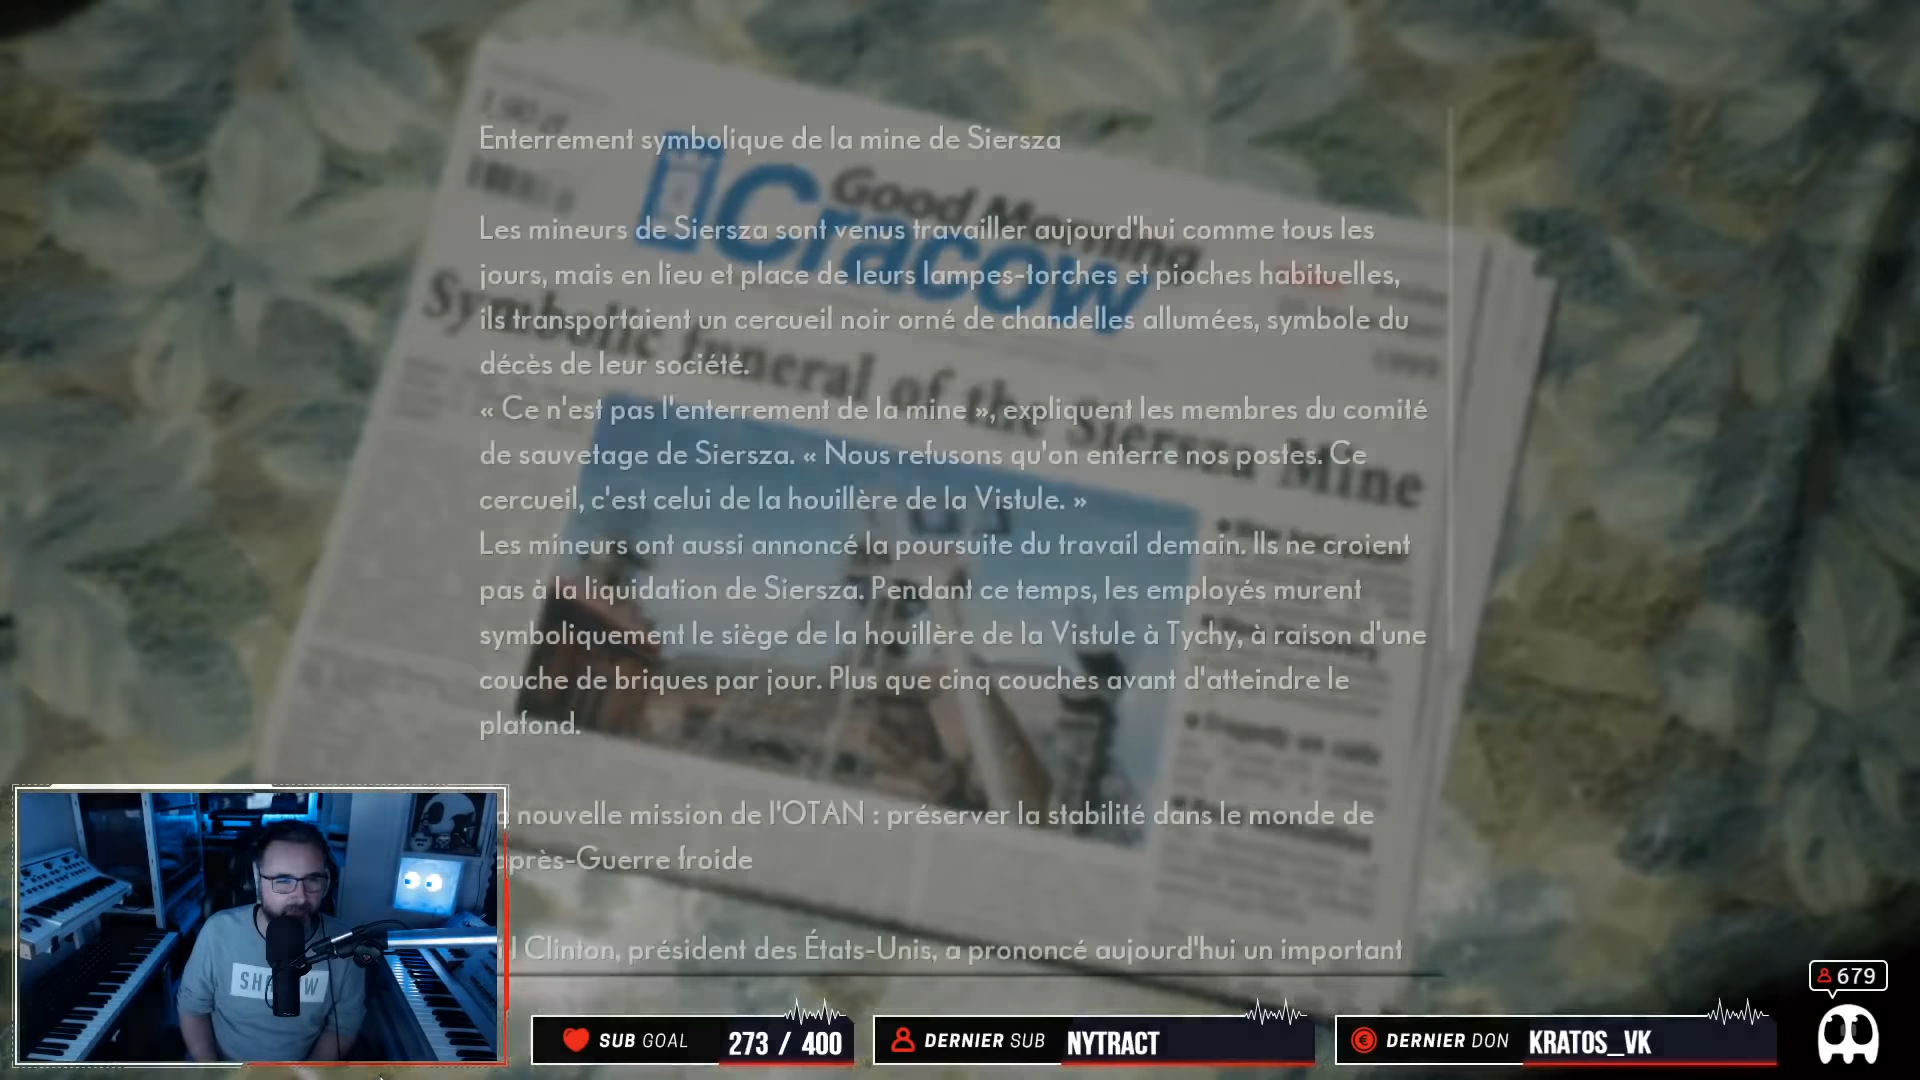 Enterrement symbolique de la mine de Siersza
Good Morning
Cracow
Symbolic funeral of the Siersza Mine
Les mineurs de Siersza sont venus travailler aujourd'hui comme tous les
jours, mais en lieu et place de leurs lampes-torches et pioches habituelles,
ils transportaient un cercueil noir orné de chandelles allumées, symbole du
décès de leur société.
« Ce n'est pas l'enterrement de la mine », expliquent les membres du comité
de sauvetage de Siersza. « Nous refusons qu'on enterre nos postes. Ce
cercueil, c'est celui de la houillère de la Vistule. »
Les mineurs ont aussi annoncé la poursuite du travail demain. Ils ne croient
pas à la liquidation de Siersza. Pendant ce temps, les employés murent
symboliquement le siège de la houillère de la Vistule à Tychy, à raison d'une
couche de briques par jour. Plus que cinq couches avant d'atteindre le
plafond.
nouvelle mission de l'OTAN : préserver la stabilité dans le monde de
après-Guerre froide
Clinton, président des États-Unis, a prononcé aujourd'hui un important
679
SUB GOAL 273 / 400
DERNIER SUB NYTRACT
DERNIER DON KRATOS_VK